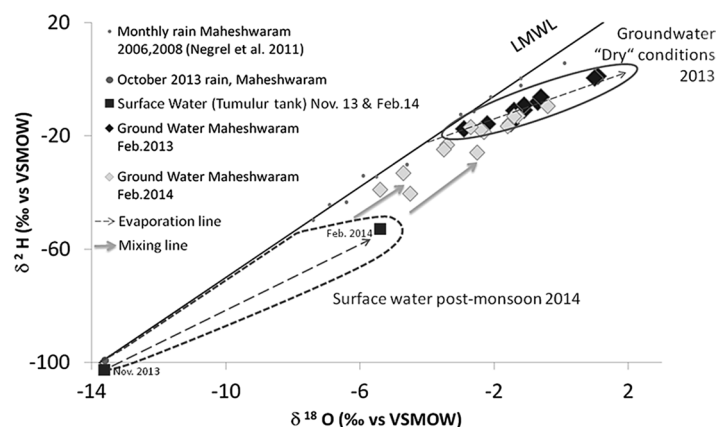 20
-20
-60
-100
-14
-10
-6
-2
2
δ ²H (‰ vs VSMOW)
δ ¹⁸ O (‰ vs VSMOW)
Monthly rain Maheshwaram
2006,2008 (Negrel et al. 2011)
October 2013 rain, Maheshwaram
Surface Water (Tumulur tank) Nov. 13 & Feb.14
Ground Water Maheshwaram
Feb.2013
Ground Water Maheshwaram
Feb.2014
Evaporation line
Mixing line
LMWL
Groundwater
“Dry” conditions
2013
Feb. 2014
Surface water post-monsoon 2014
Nov. 2013